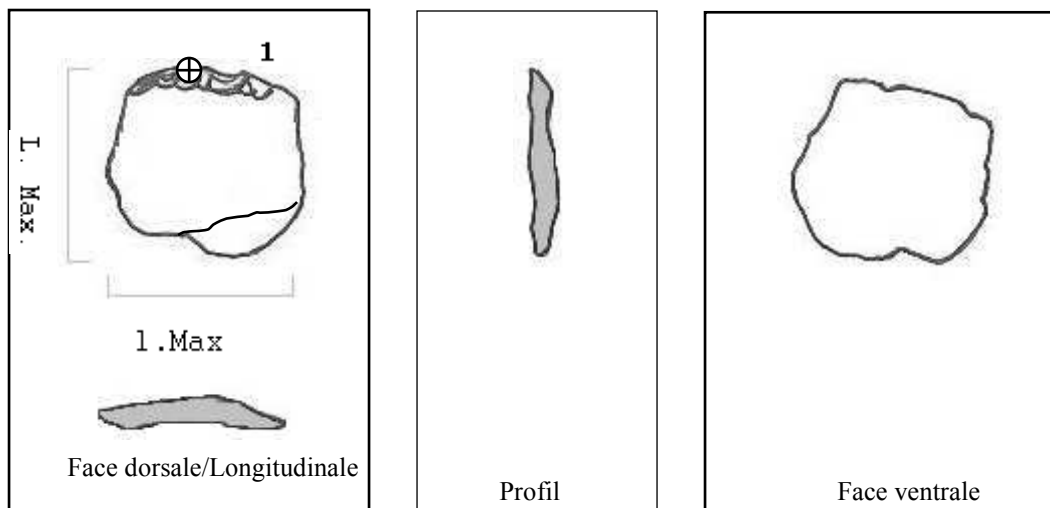 1
L. Max.
l.Max
Face dorsale/Longitudinale
Profil
Face ventrale